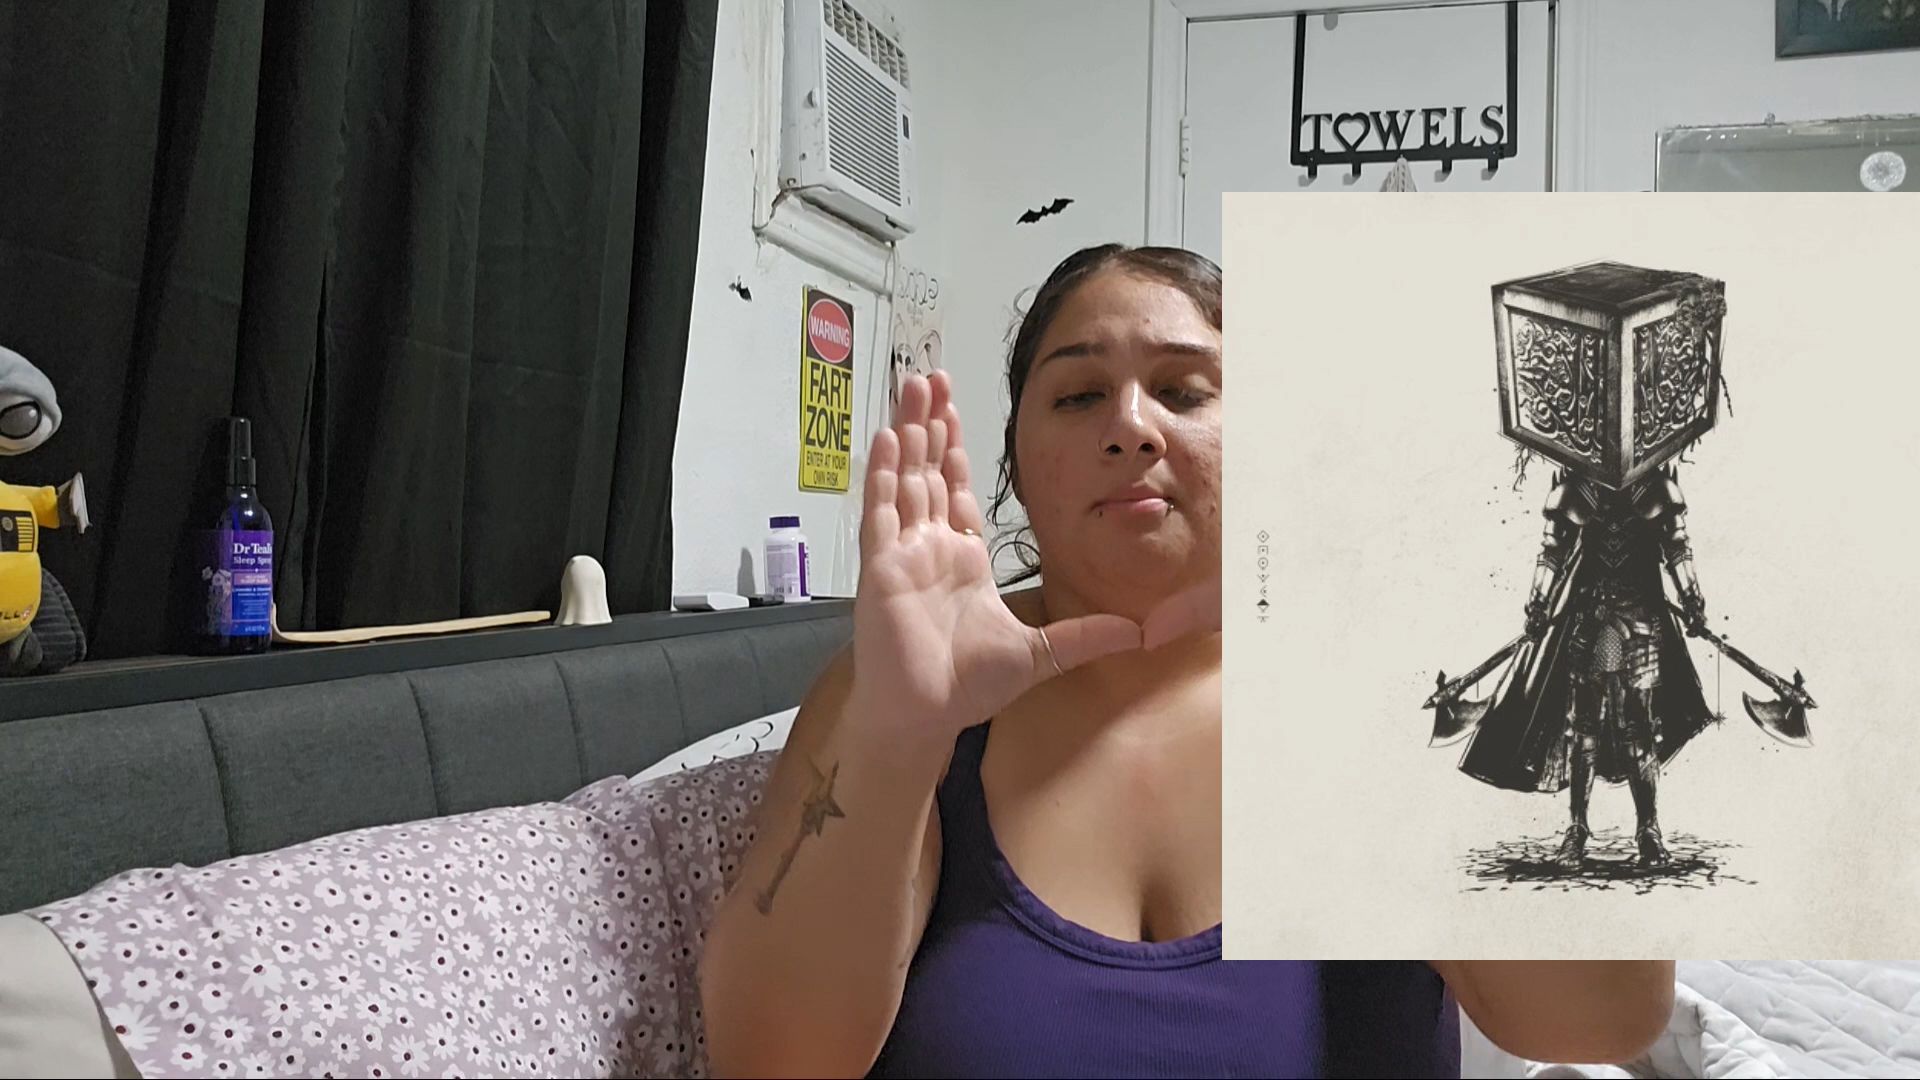 TOWELS
WARNING
FART
ZONE
ENTER AT YOUR
OWN RISK
Dr Teal's
Sleep Spray